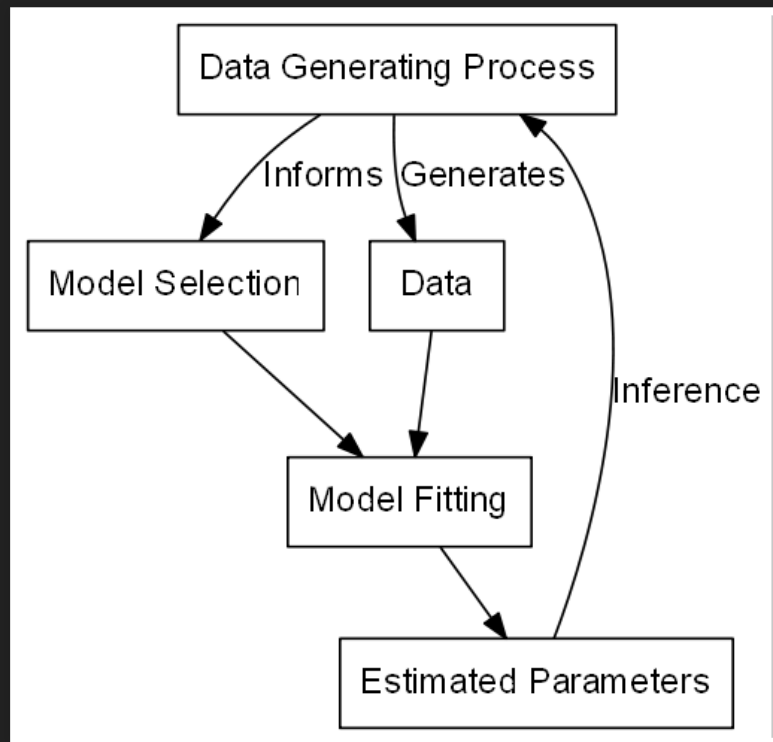 Data Generating Process
Informs
Generates
Model Selection
Data
Inference
Model Fitting
Estimated Parameters